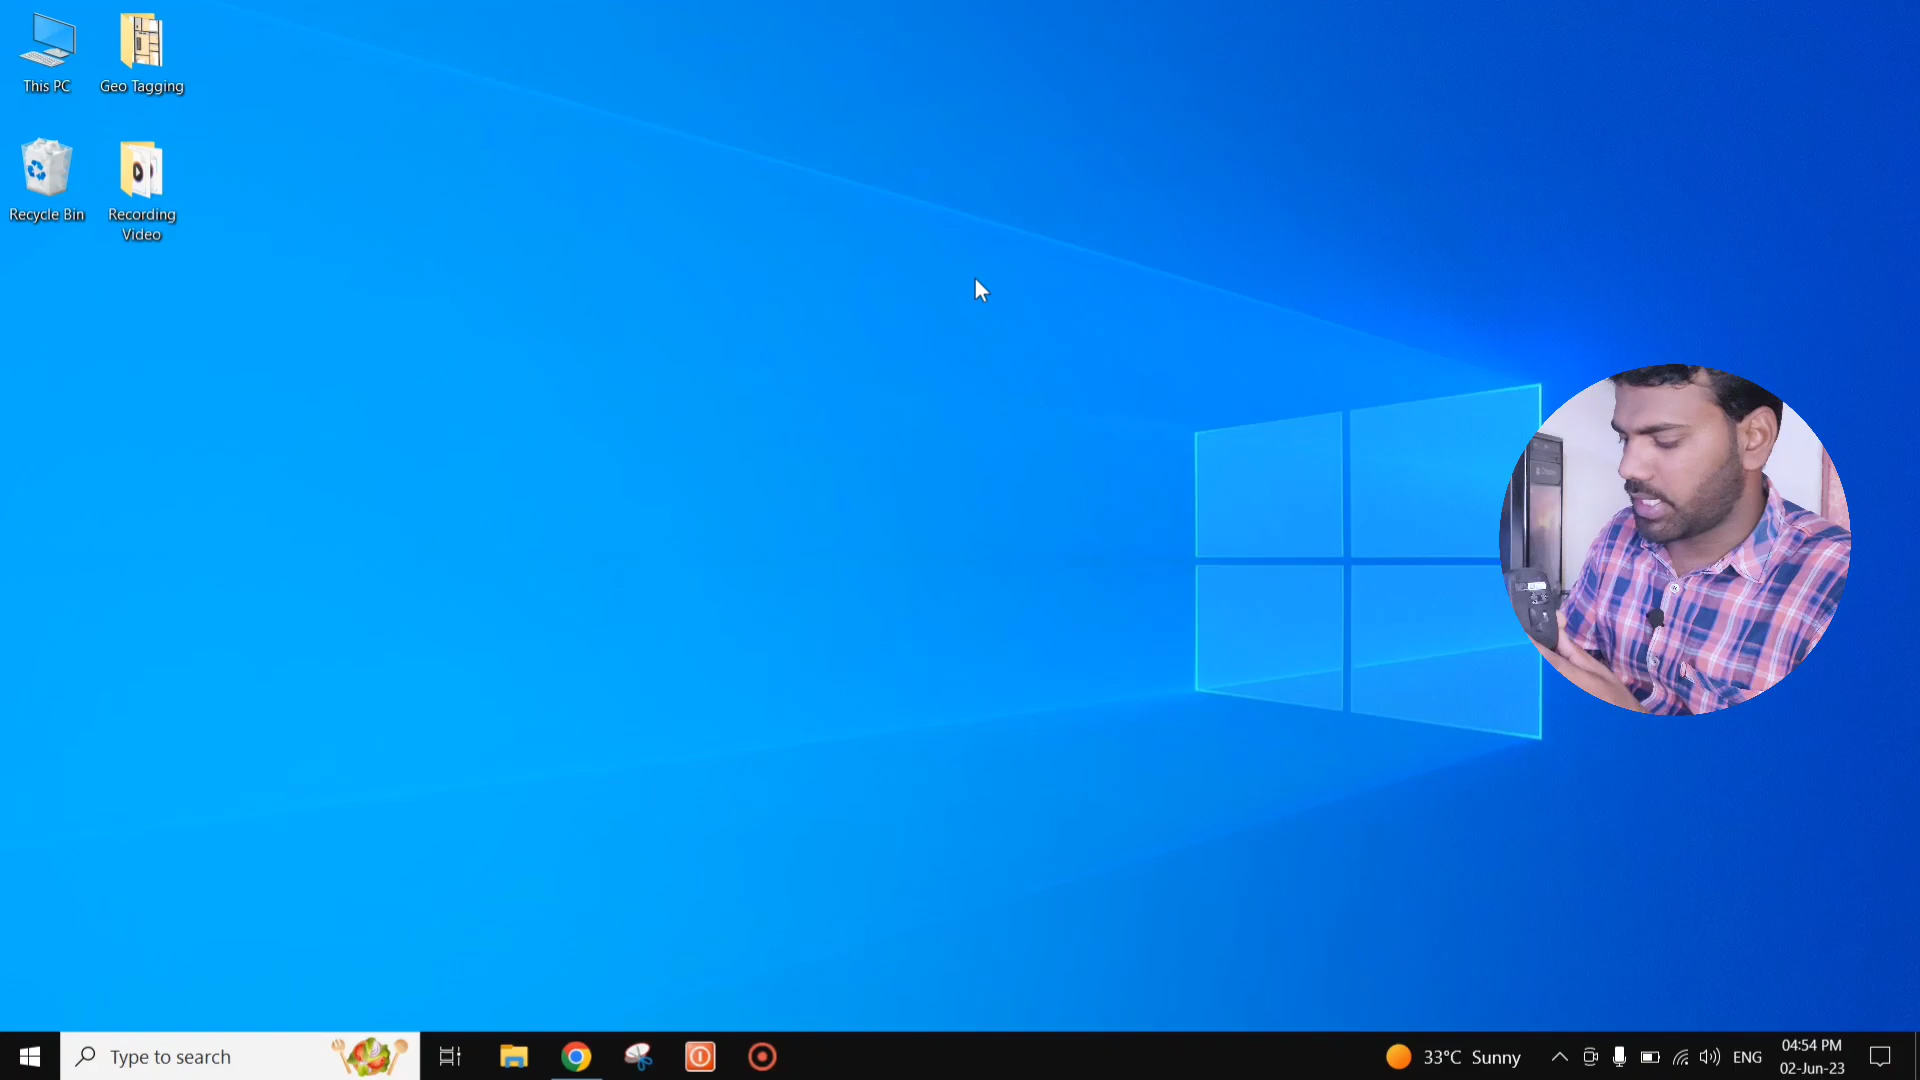 This PC
Geo Tagging
Recycle Bin
Recording
Video
Type to search
33°C Sunny
ENG
04:54 PM
02-Jun-23